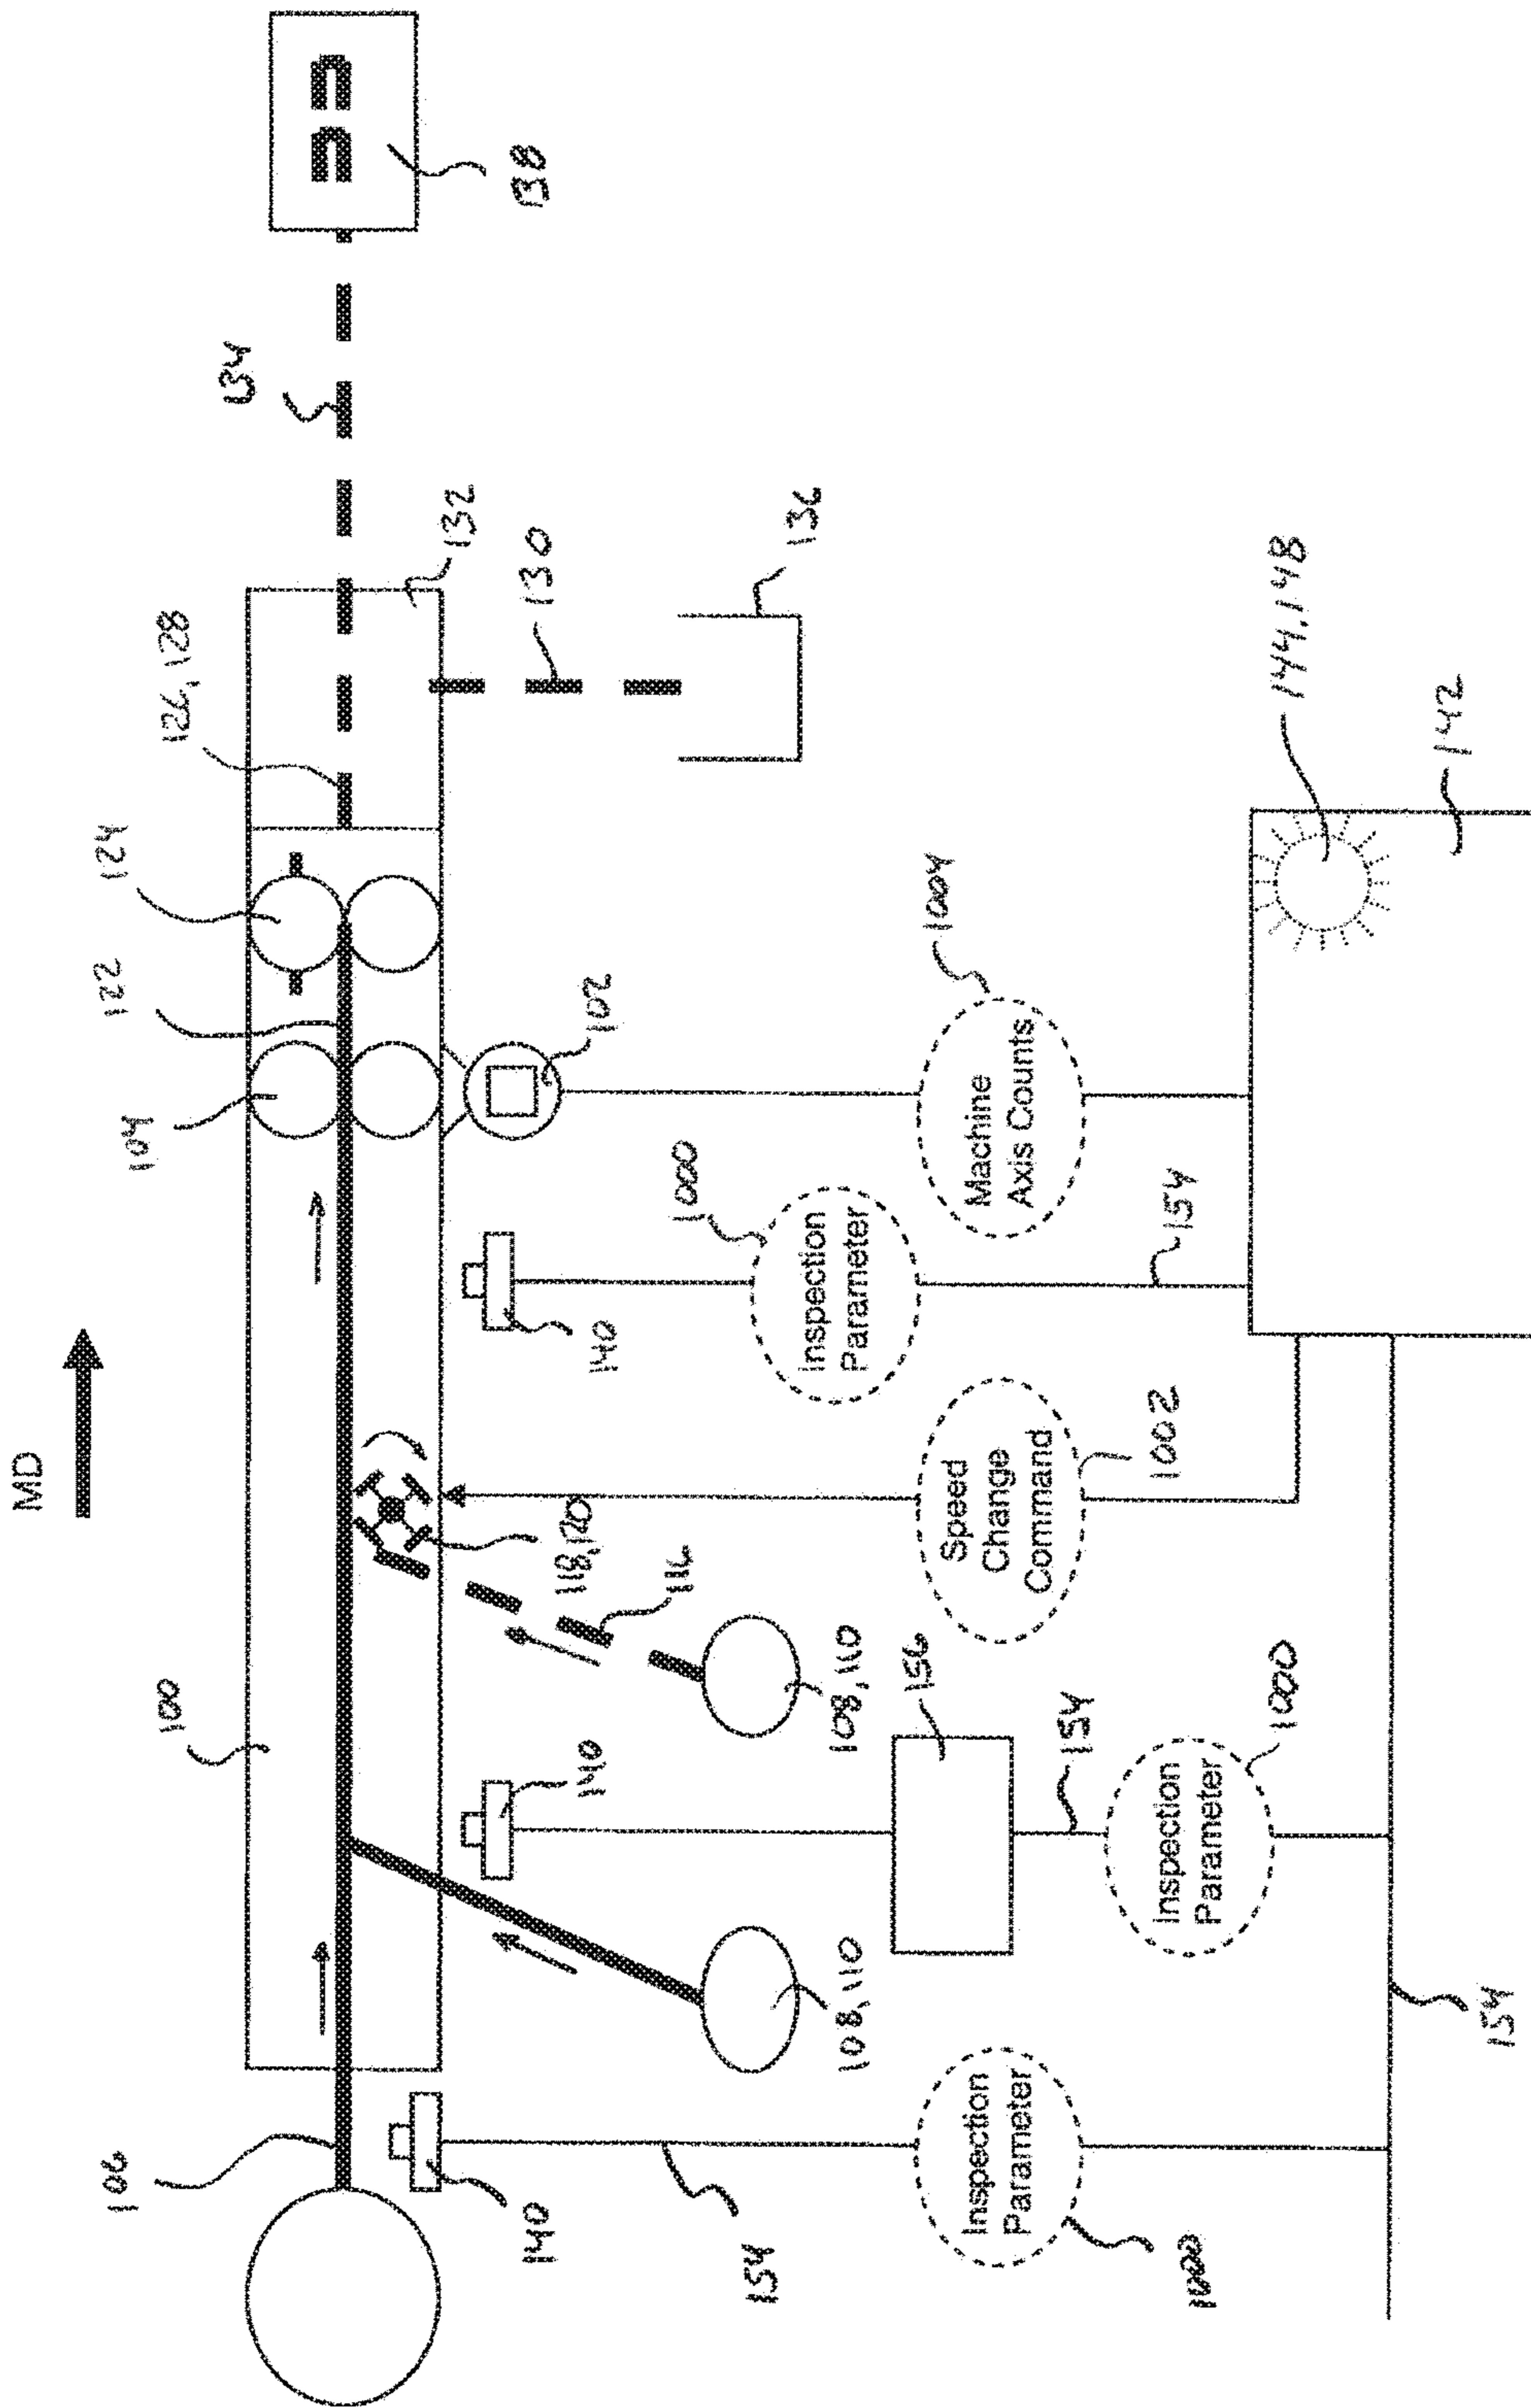 MD
106
100
104
122
124
126, 128
132
134
138
130
136
140
108, 110
140
116
108, 110
118, 120
140
102
154
Inspection
Parameter
1000
156
154
Inspection
Parameter
1000
Speed
Change
Command
1002
Inspection
Parameter
1000
154
Machine
Axis Counts
1004
144, 148
142
154